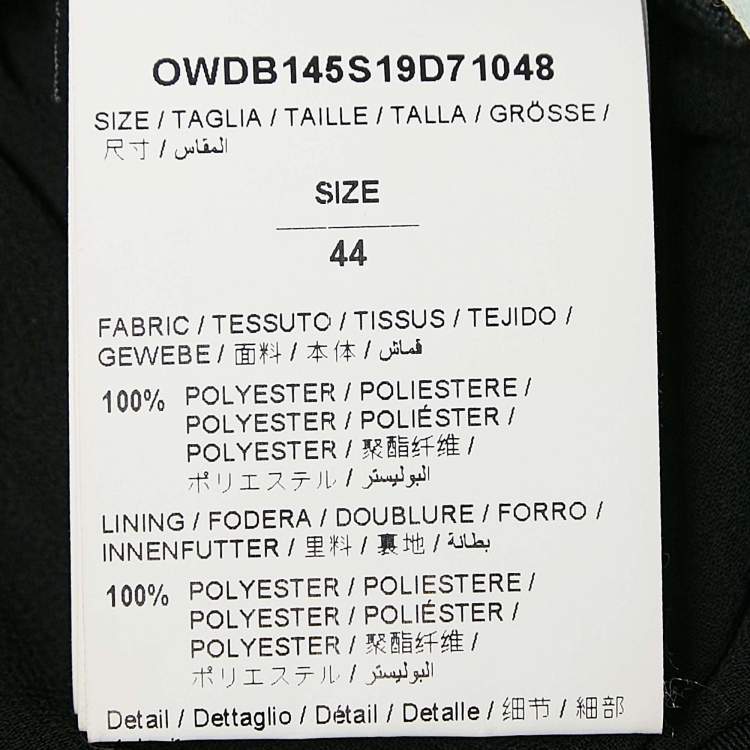 OWDB145S19D71048
SIZE / TAGLIA / TAILLE / TALLA / GRÖSSE /
尺寸 / المقاس
SIZE
44
FABRIC / TESSUTO / TISSUS / TEJIDO /
GEWEBE / 面料 / 本体 / قماش
100% POLYESTER / POLIESTERE /
POLYESTER / POLIÉSTER /
POLYESTER / 聚酯纤维 /
ポリエステル / البوليستر
LINING / FODERA / DOUBLURE / FORRO /
INNENFUTTER / 里料 / 裏地 / بطانة
100% POLYESTER / POLIESTERE /
POLYESTER / POLIÉSTER /
POLYESTER / 聚酯纤维 /
ポリエステル / البوليستر
Detail / Dettaglio / Détail / Detalle / 细节 / 細部